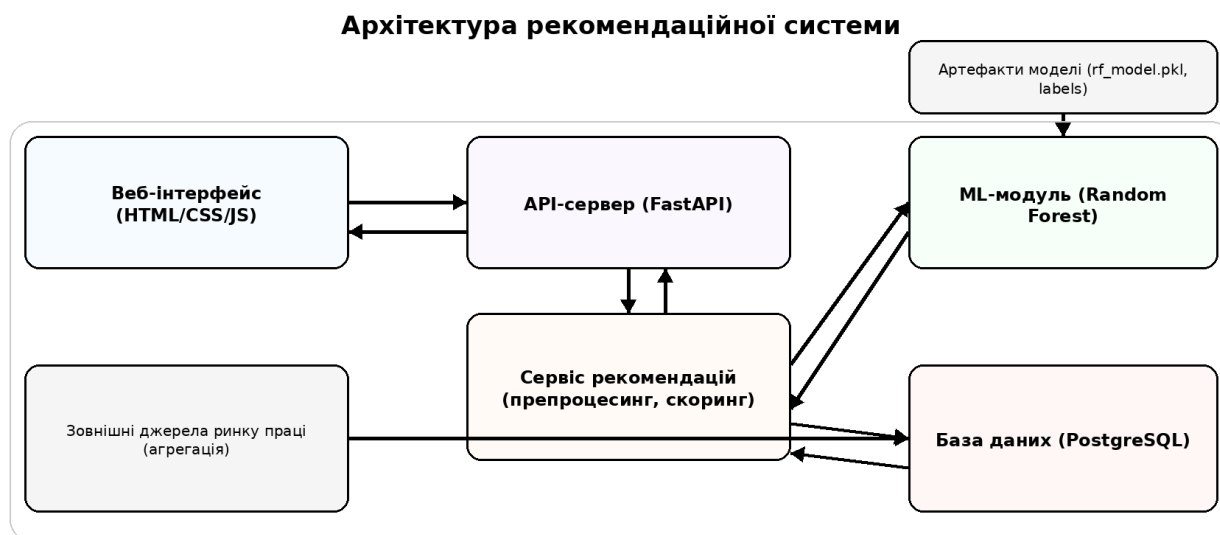 Архітектура рекомендаційної системи
Артефакти моделі (rf_model.pkl,
labels)
Веб-інтерфейс
(HTML/CSS/JS)
API-сервер (FastAPI)
ML-модуль (Random
Forest)
Сервіс рекомендацій
(препроцесинг, скоринг)
Зовнішні джерела ринку праці
(агрегація)
База даних (PostgreSQL)